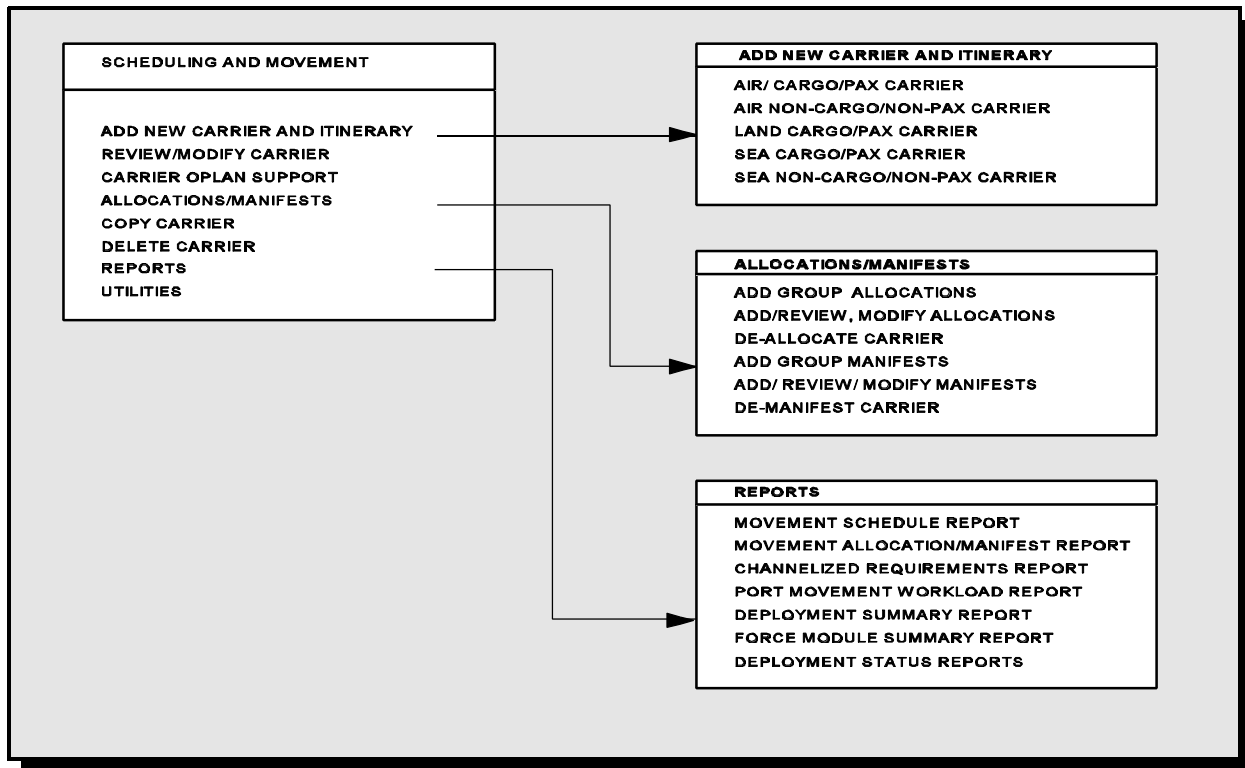 SCHEDULING AND MOVEMENT
ADD NEW CARRIER AND ITINERARY
REVIEW/MODIFY CARRIER
CARRIER OPLAN SUPPORT
ALLOCATIONS/MANIFESTS
COPY CARRIER
DELETE CARRIER
REPORTS
UTILITIES
ADD NEW CARRIER AND ITINERARY
AIR/ CARGO/PAX CARRIER
AIR NON-CARGO/NON-PAX CARRIER
LAND CARGO/PAX CARRIER
SEA CARGO/PAX CARRIER
SEA NON-CARGO/NON-PAX CARRIER
ALLOCATIONS/MANIFESTS
ADD GROUP ALLOCATIONS
ADD/REVIEW, MODIFY ALLOCATIONS
DE-ALLOCATE CARRIER
ADD GROUP MANIFESTS
ADD/ REVIEW/ MODIFY MANIFESTS
DE-MANIFEST CARRIER
REPORTS
MOVEMENT SCHEDULE REPORT
MOVEMENT ALLOCATION/MANIFEST REPORT
CHANNELIZED REQUIREMENTS REPORT
PORT MOVEMENT WORKLOAD REPORT
DEPLOYMENT SUMMARY REPORT
FORCE MODULE SUMMARY REPORT
DEPLOYMENT STATUS REPORTS